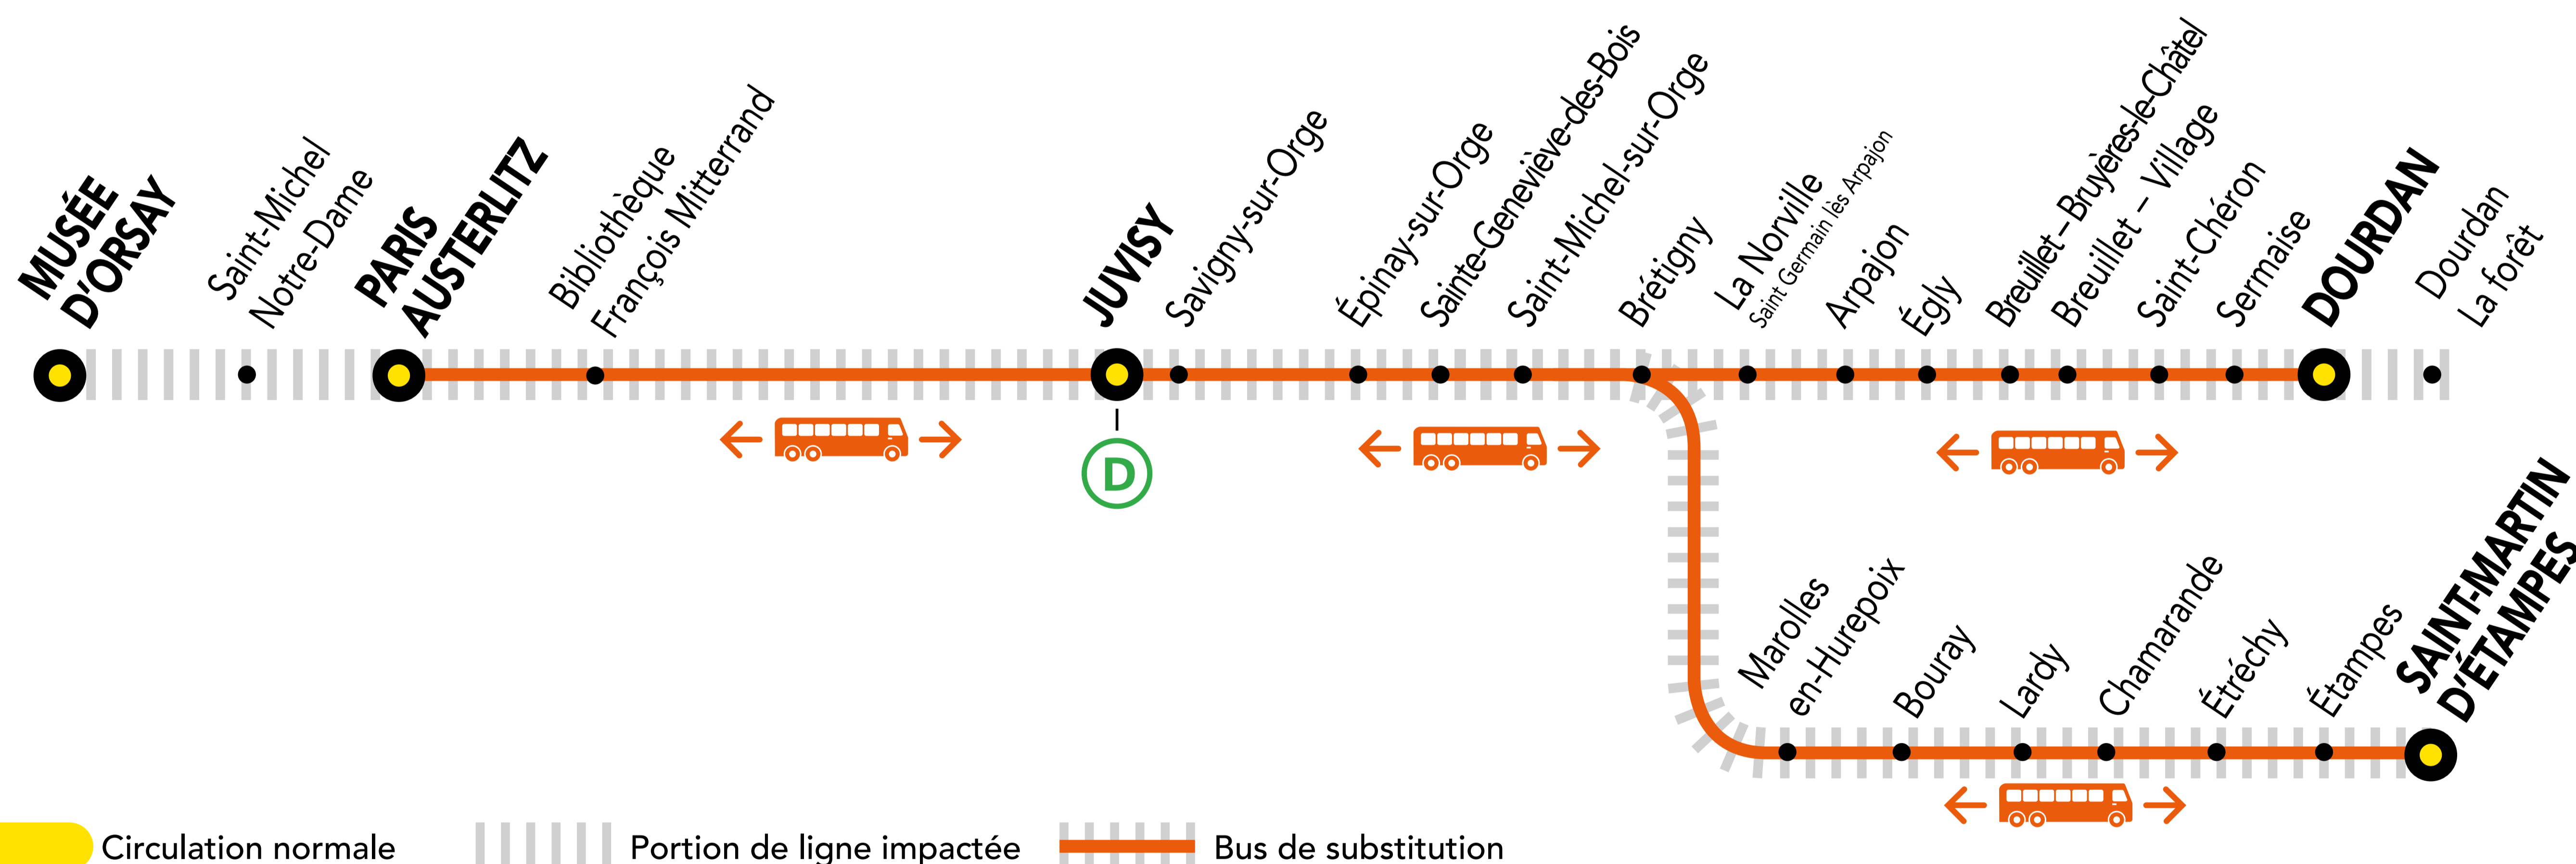 MUSÉE
D'ORSAY
Saint-Michel
Notre-Dame
PARIS
AUSTERLITZ
Bibliothèque
François Mitterrand
JUVISY
Savigny-sur-Orge
Épinay-sur-Orge
Sainte-Geneviève-des-Bois
Saint-Michel-sur-Orge
Brétigny
La Norville
Saint Germain lès Arpajon
Arpajon
Égly
Breuillet – Bruyères-le-Châtel
Breuillet – Village
Saint-Chéron
Sermaise
DOURDAN
Dourdan
La forêt
D
Marolles
en-Hurepoix
Bouray
Lardy
Chamarande
Étréchy
Étampes
SAINT-MARTIN
D'ÉTAMPES
Circulation normale
Portion de ligne impactée
Bus de substitution